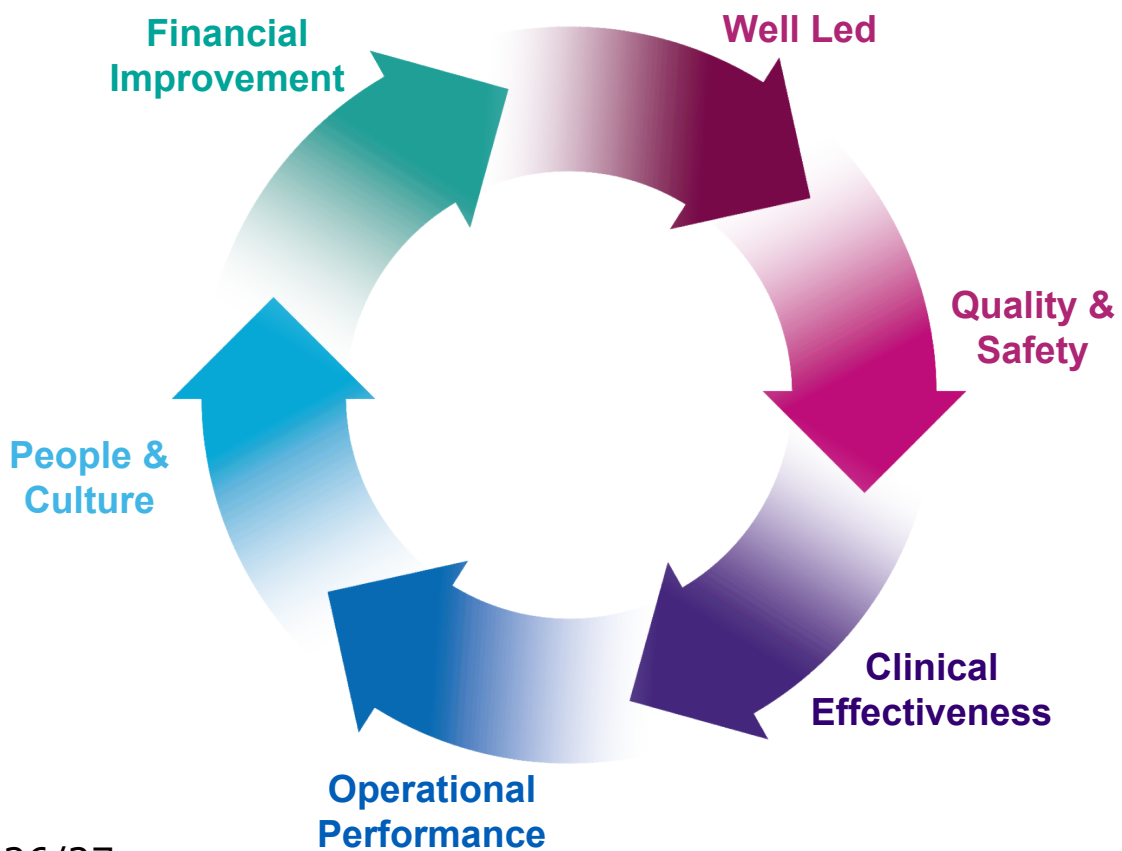 Financial
Improvement
Well Led
Quality &
Safety
People &
Culture
Clinical
Effectiveness
Operational
Performance